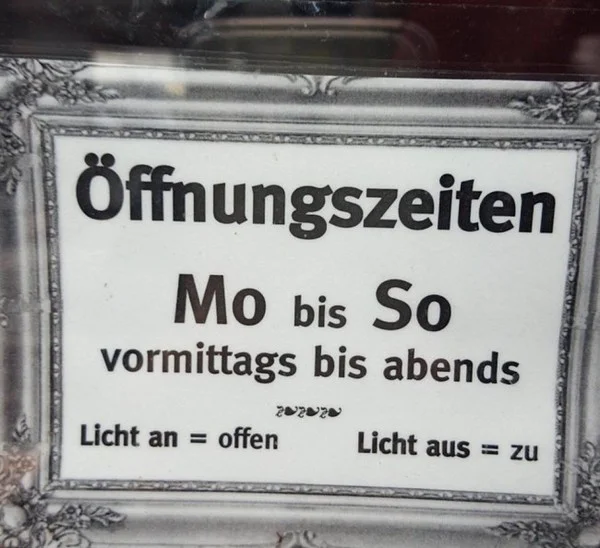 Öffnungszeiten
Mo bis So
vormittags bis abends
Licht an = offen Licht aus = zu